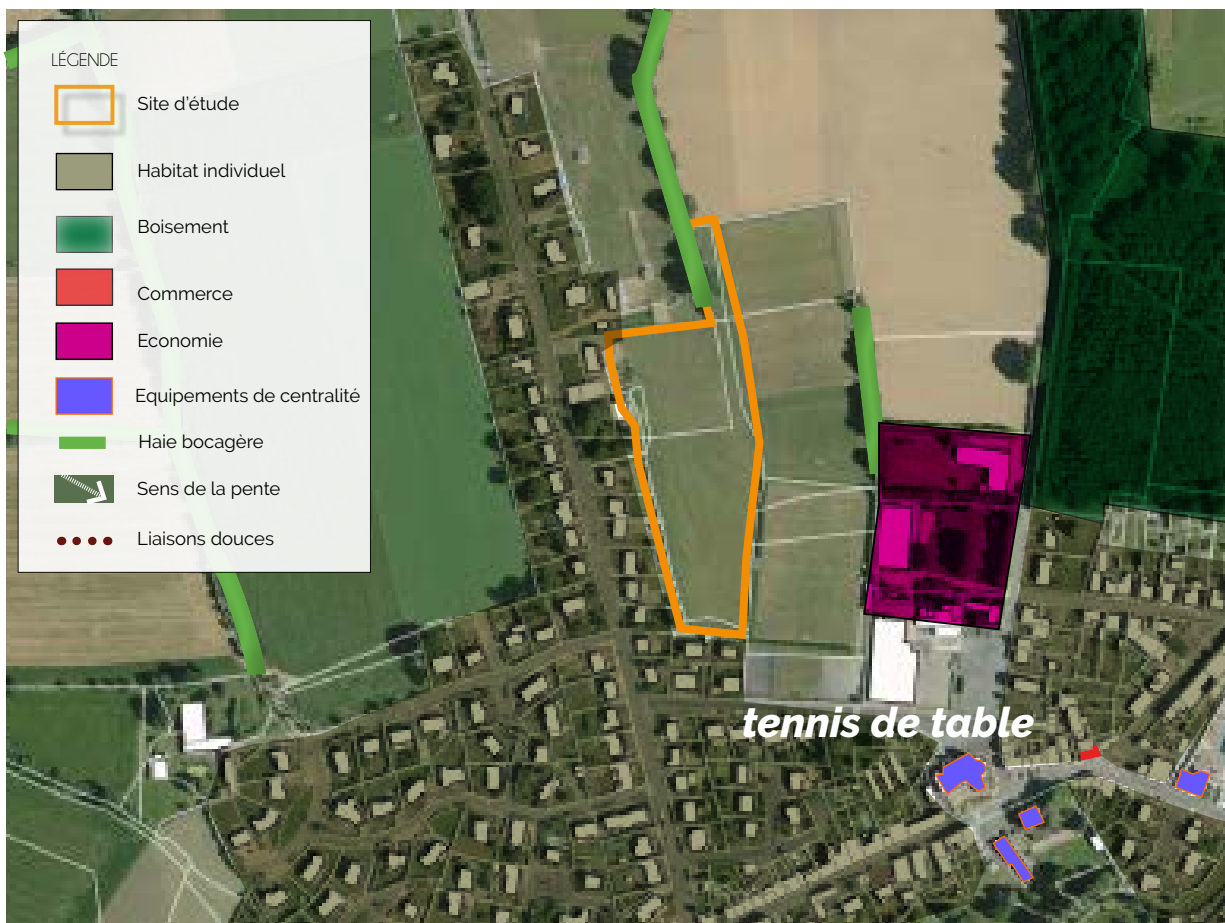 LÉGENDE
Site d'étude
Habitat individuel
Boisement
Commerce
Economie
Equipements de centralité
Haie bocagère
Sens de la pente
Liaisons douces
tennis de table